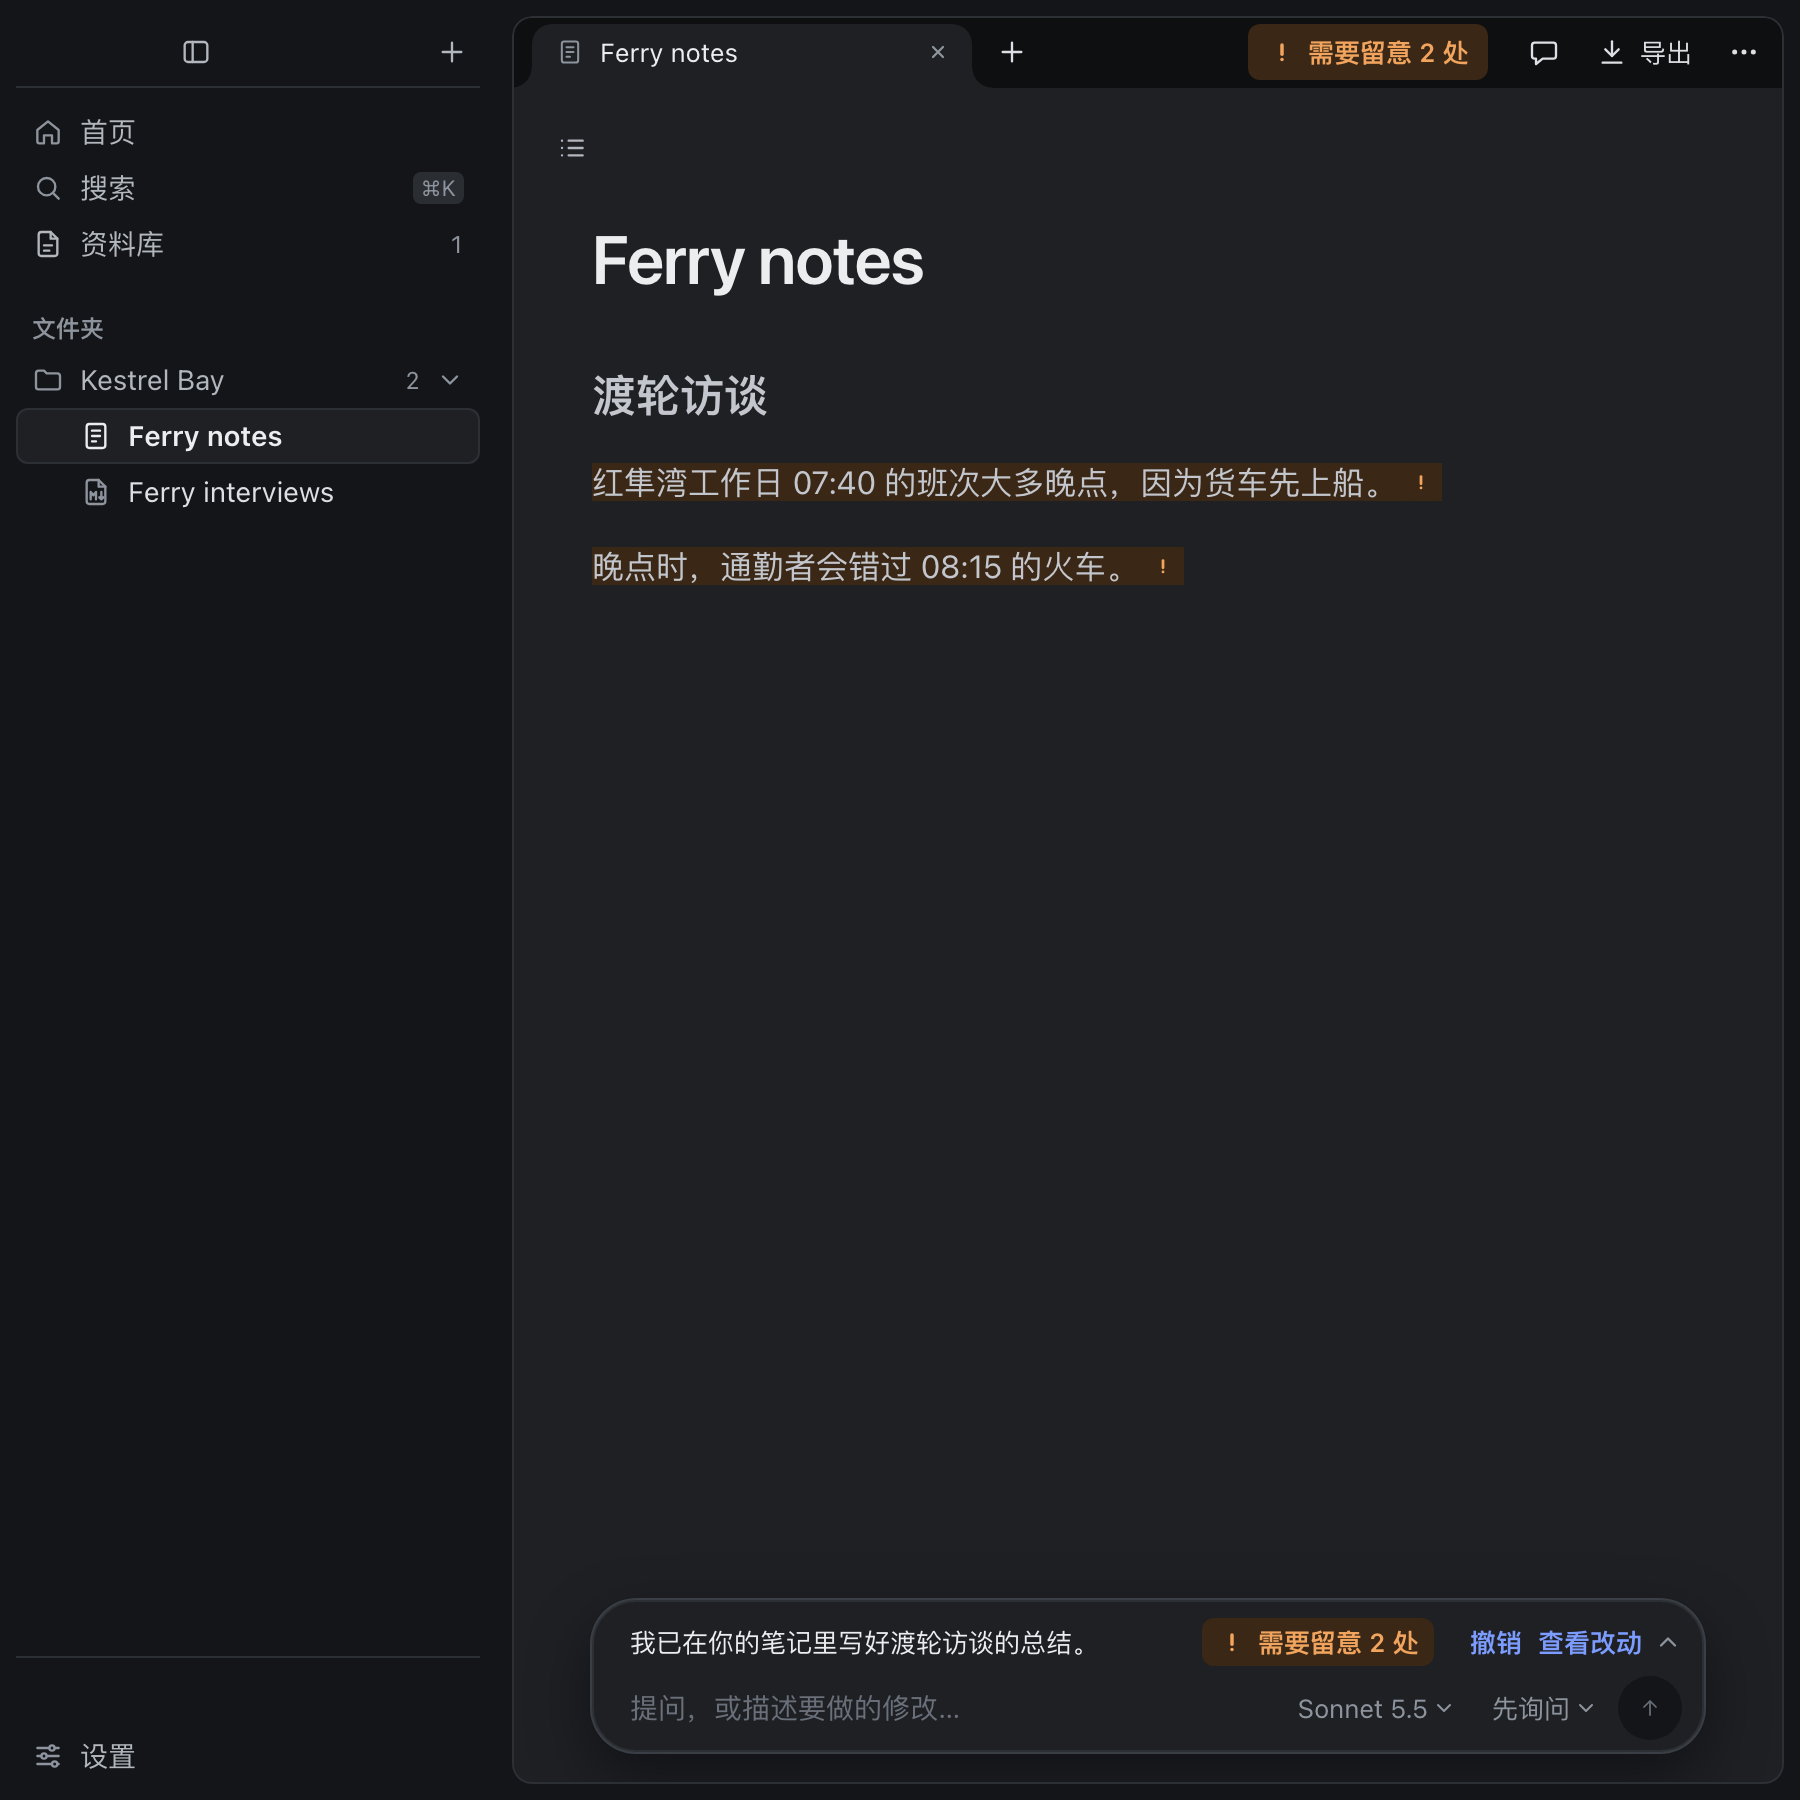 首页
搜索 ⌘K
资料库 1
文件夹
Kestrel Bay 2
Ferry notes
Ferry interviews
设置
Ferry notes
! 需要留意 2 处
导出
Ferry notes
渡轮访谈
红隼湾工作日 07:40 的班次大多晚点，因为货车先上船。 !
晚点时，通勤者会错过 08:15 的火车。 !
我已在你的笔记里写好渡轮访谈的总结。 ! 需要留意 2 处 撤销 查看改动
提问，或描述要做的修改... Sonnet 5.5 先询问